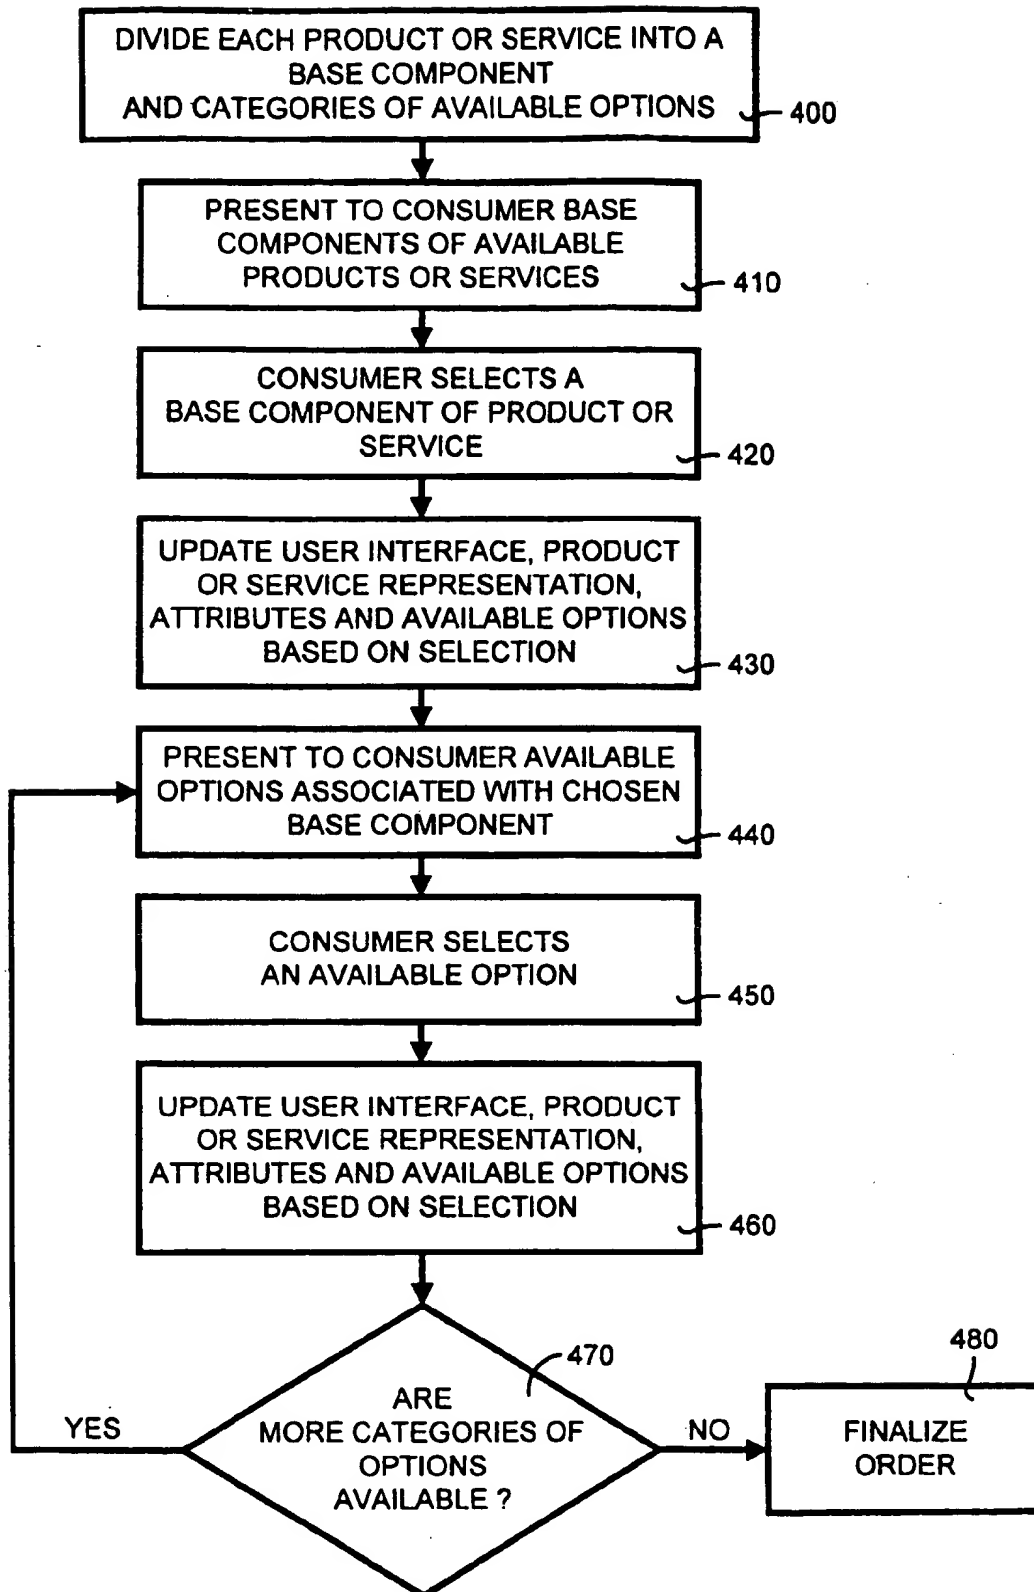 DIVIDE EACH PRODUCT OR SERVICE INTO A
BASE COMPONENT
AND CATEGORIES OF AVAILABLE OPTIONS
400
PRESENT TO CONSUMER BASE
COMPONENTS OF AVAILABLE
PRODUCTS OR SERVICES
410
CONSUMER SELECTS A
BASE COMPONENT OF PRODUCT OR
SERVICE
420
UPDATE USER INTERFACE, PRODUCT
OR SERVICE REPRESENTATION,
ATTRIBUTES AND AVAILABLE OPTIONS
BASED ON SELECTION
430
PRESENT TO CONSUMER AVAILABLE
OPTIONS ASSOCIATED WITH CHOSEN
BASE COMPONENT
440
CONSUMER SELECTS
AN AVAILABLE OPTION
450
UPDATE USER INTERFACE, PRODUCT
OR SERVICE REPRESENTATION,
ATTRIBUTES AND AVAILABLE OPTIONS
BASED ON SELECTION
460
470
ARE
MORE CATEGORIES OF
OPTIONS
AVAILABLE ?
YES
NO
480
FINALIZE
ORDER